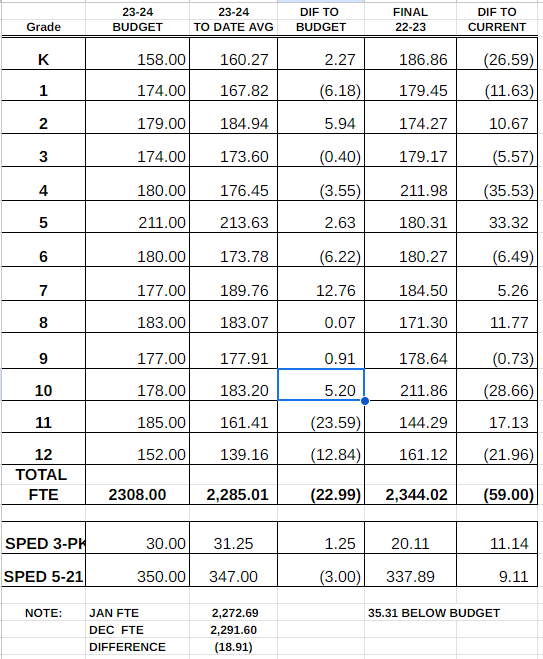 23-24 23-24 DIF TO FINAL DIF TO
Grade BUDGET TO DATE AVG BUDGET 22-23 CURRENT
K 158.00 160.27 2.27 186.86 (26.59)
1 174.00 167.82 (6.18) 179.45 (11.63)
2 179.00 184.94 5.94 174.27 10.67
3 174.00 173.60 (0.40) 179.17 (5.57)
4 180.00 176.45 (3.55) 211.98 (35.53)
5 211.00 213.63 2.63 180.31 33.32
6 180.00 173.78 (6.22) 180.27 (6.49)
7 177.00 189.76 12.76 184.50 5.26
8 183.00 183.07 0.07 171.30 11.77
9 177.00 177.91 0.91 178.64 (0.73)
10 178.00 183.20 5.20 211.86 (28.66)
11 185.00 161.41 (23.59) 144.29 17.13
12 152.00 139.16 (12.84) 161.12 (21.96)
TOTAL
FTE 2308.00 2,285.01 (22.99) 2,344.02 (59.00)
SPED 3-PK 30.00 31.25 1.25 20.11 11.14
SPED 5-21 350.00 347.00 (3.00) 337.89 9.11
NOTE: JAN FTE 2,272.69 35.31 BELOW BUDGET
DEC FTE 2,291.60
DIFFERENCE (18.91)